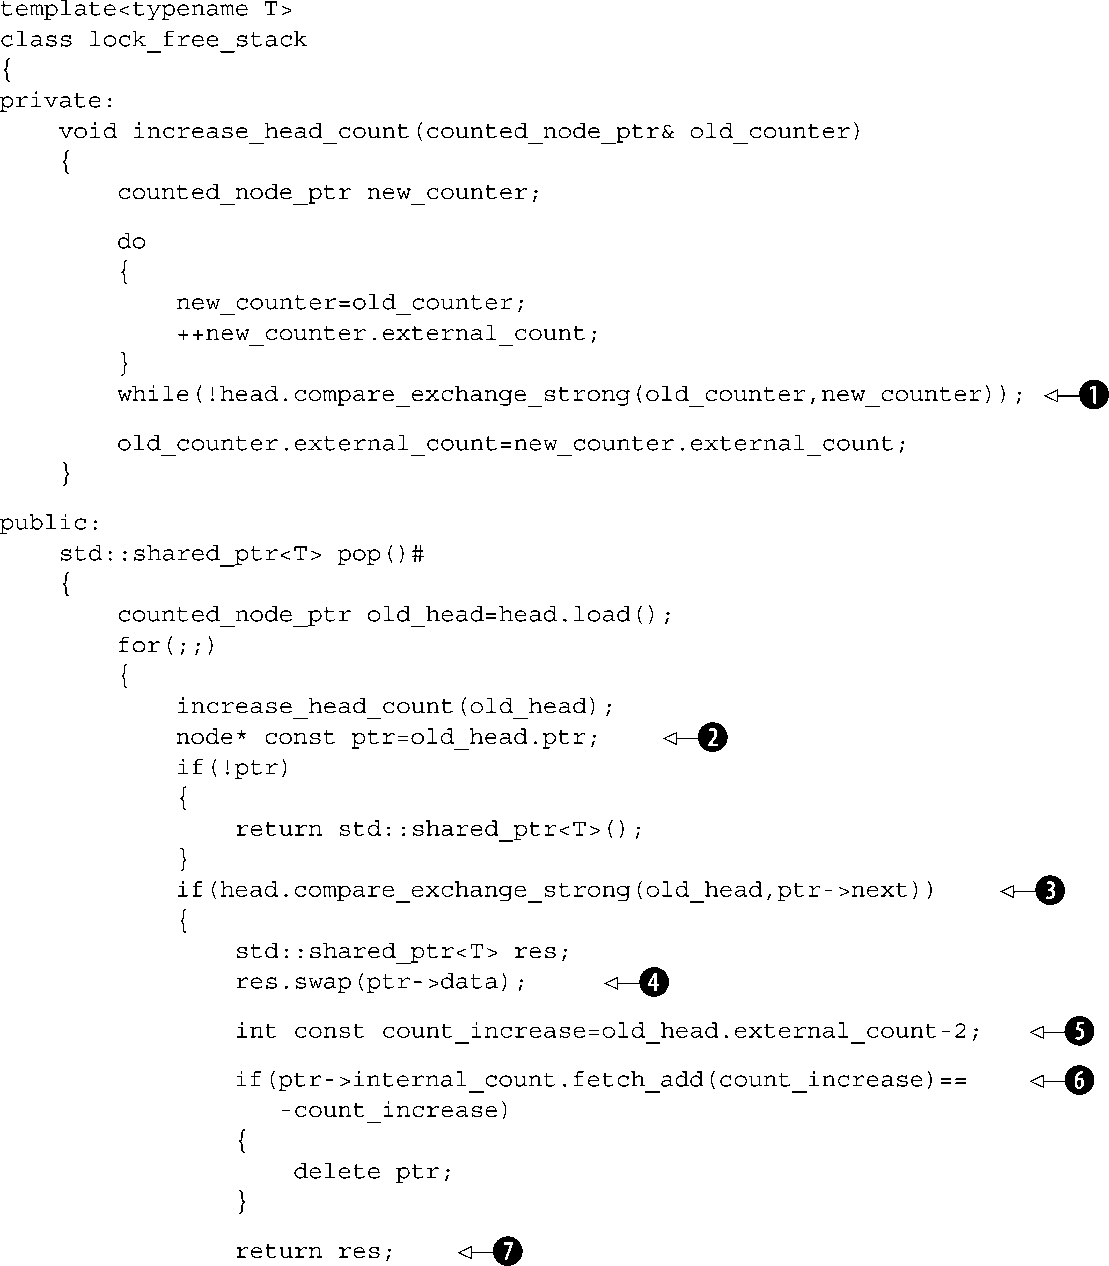 template<typename T>
class lock_free_stack
{
private:
    void increase_head_count(counted_node_ptr& old_counter)
    {
        counted_node_ptr new_counter;
        do
        {
            new_counter=old_counter;
            ++new_counter.external_count;
        }
        while(!head.compare_exchange_strong(old_counter,new_counter)); 1
        old_counter.external_count=new_counter.external_count;
    }
public:
    std::shared_ptr<T> pop()#
    {
        counted_node_ptr old_head=head.load();
        for(;;)
        {
            increase_head_count(old_head);
            node* const ptr=old_head.ptr; 2
            if(!ptr)
            {
                return std::shared_ptr<T>();
            }
            if(head.compare_exchange_strong(old_head,ptr->next)) 3
            {
                std::shared_ptr<T> res;
                res.swap(ptr->data); 4
                int const count_increase=old_head.external_count-2; 5
                if(ptr->internal_count.fetch_add(count_increase)== 6
                   -count_increase)
                {
                    delete ptr;
                }
                return res; 7